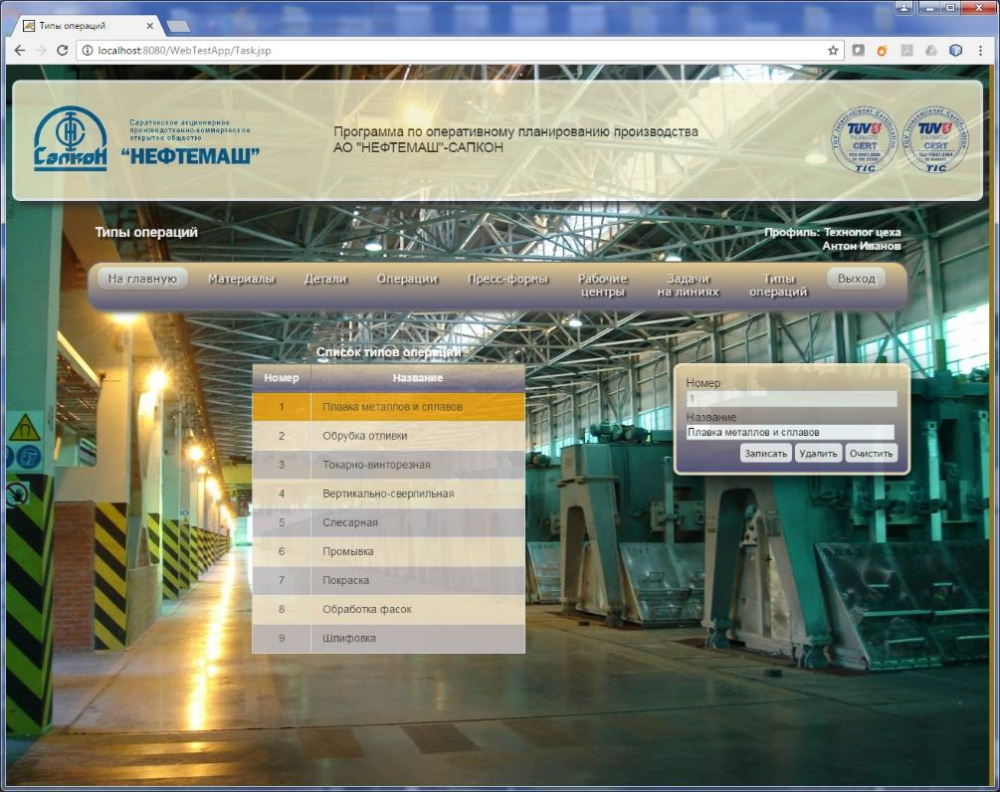 Типы операций
localhost:8080/WebTestApp/Task.jsp
Саратовское акционерное
производственно-коммерческое
открытое общество
Сапкон
“НЕФТЕМАШ”
Программа по оперативному планированию производства
АО "НЕФТЕМАШ"-САПКОН
TÜV
CERT
TIC
TÜV
CERT
TIC
Типы операций
Профиль: Технолог цеха
Антон Иванов
На главную
Материалы
Детали
Операции
Пресс-формы
Рабочие
центры
Задачи
на линиях
Типы
операций
Выход
Список типов операций
Номер Название
1 Плавка металлов и сплавов
2 Обрубка отливки
3 Токарно-винторезная
4 Вертикально-сверлильная
5 Слесарная
6 Промывка
7 Покраска
8 Обработка фасок
9 Шлифовка
Номер
1
Название
Плавка металлов и сплавов
Записать Удалить Очистить